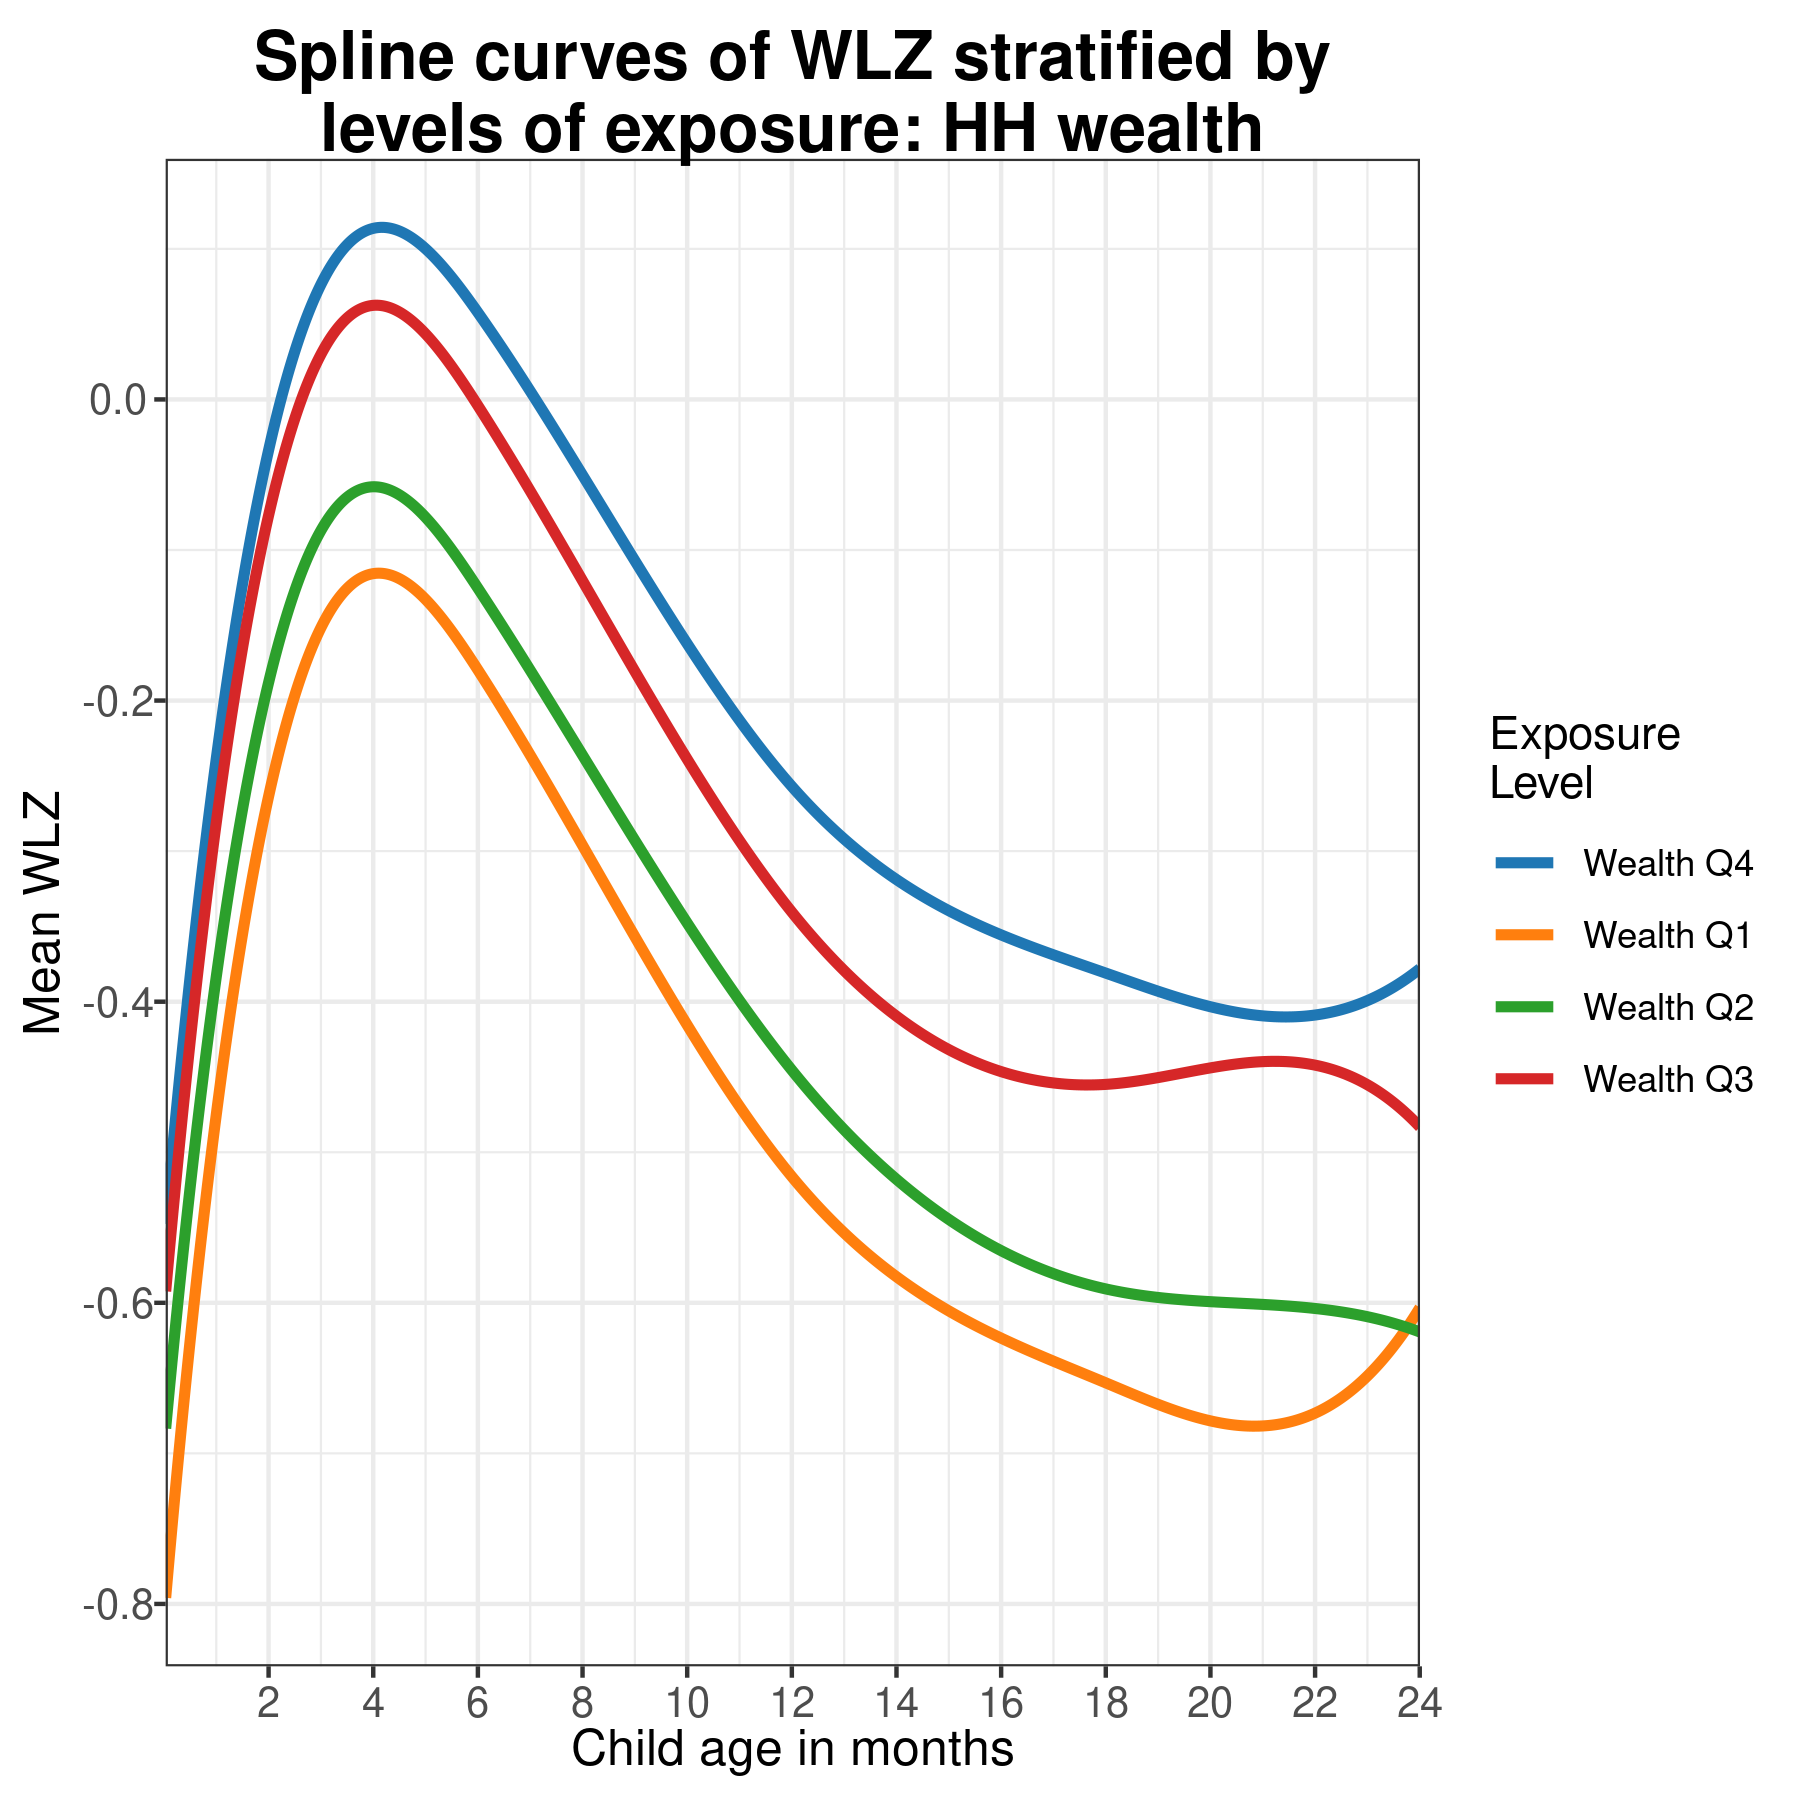 Spline curves of WLZ stratified by
levels of exposure: HH wealth
Mean WLZ
0.0
-0.2
-0.4
-0.6
-0.8
2 4 6 8 10 12 14 16 18 20 22 24
Child age in months
Exposure
Level
Wealth Q4
Wealth Q1
Wealth Q2
Wealth Q3